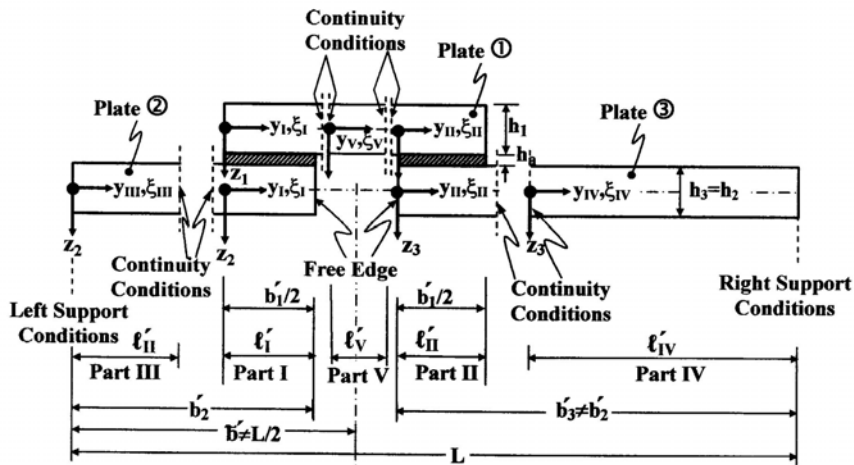 Continuity
Conditions
Plate ①
Plate ②
Plate ③
y_I,ξ_I
y_V,ξ_V
y_II,ξ_II
h_1
h_a
z_1
y_III,ξ_III
y_I,ξ_I
y_II,ξ_II
y_IV,ξ_IV
h_3=h_2
z_2
z_2
z_3
z_3
Continuity
Conditions
Free Edge
Continuity
Conditions
Left Support
Conditions
Right Support
Conditions
b′_1/2
b′_1/2
ℓ′_II
ℓ′_I
ℓ′_V
ℓ′_II
ℓ′_IV
Part III
Part I
Part V
Part II
Part IV
b′_2
b′_3≠b′_2
b′≠L/2
L